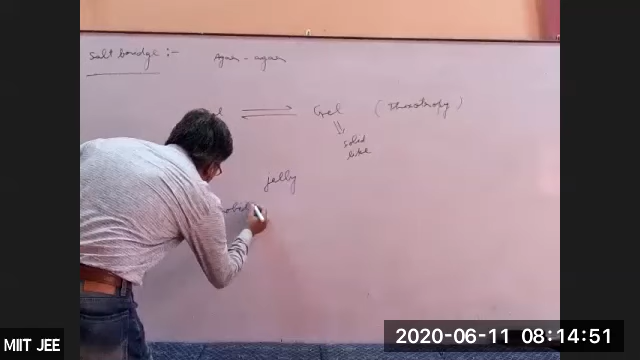 Salt bridge :-
Agar - agar
Gel (Thixotropy)
solid
like
jelly
MIIT JEE
2020-06-11 08:14:51